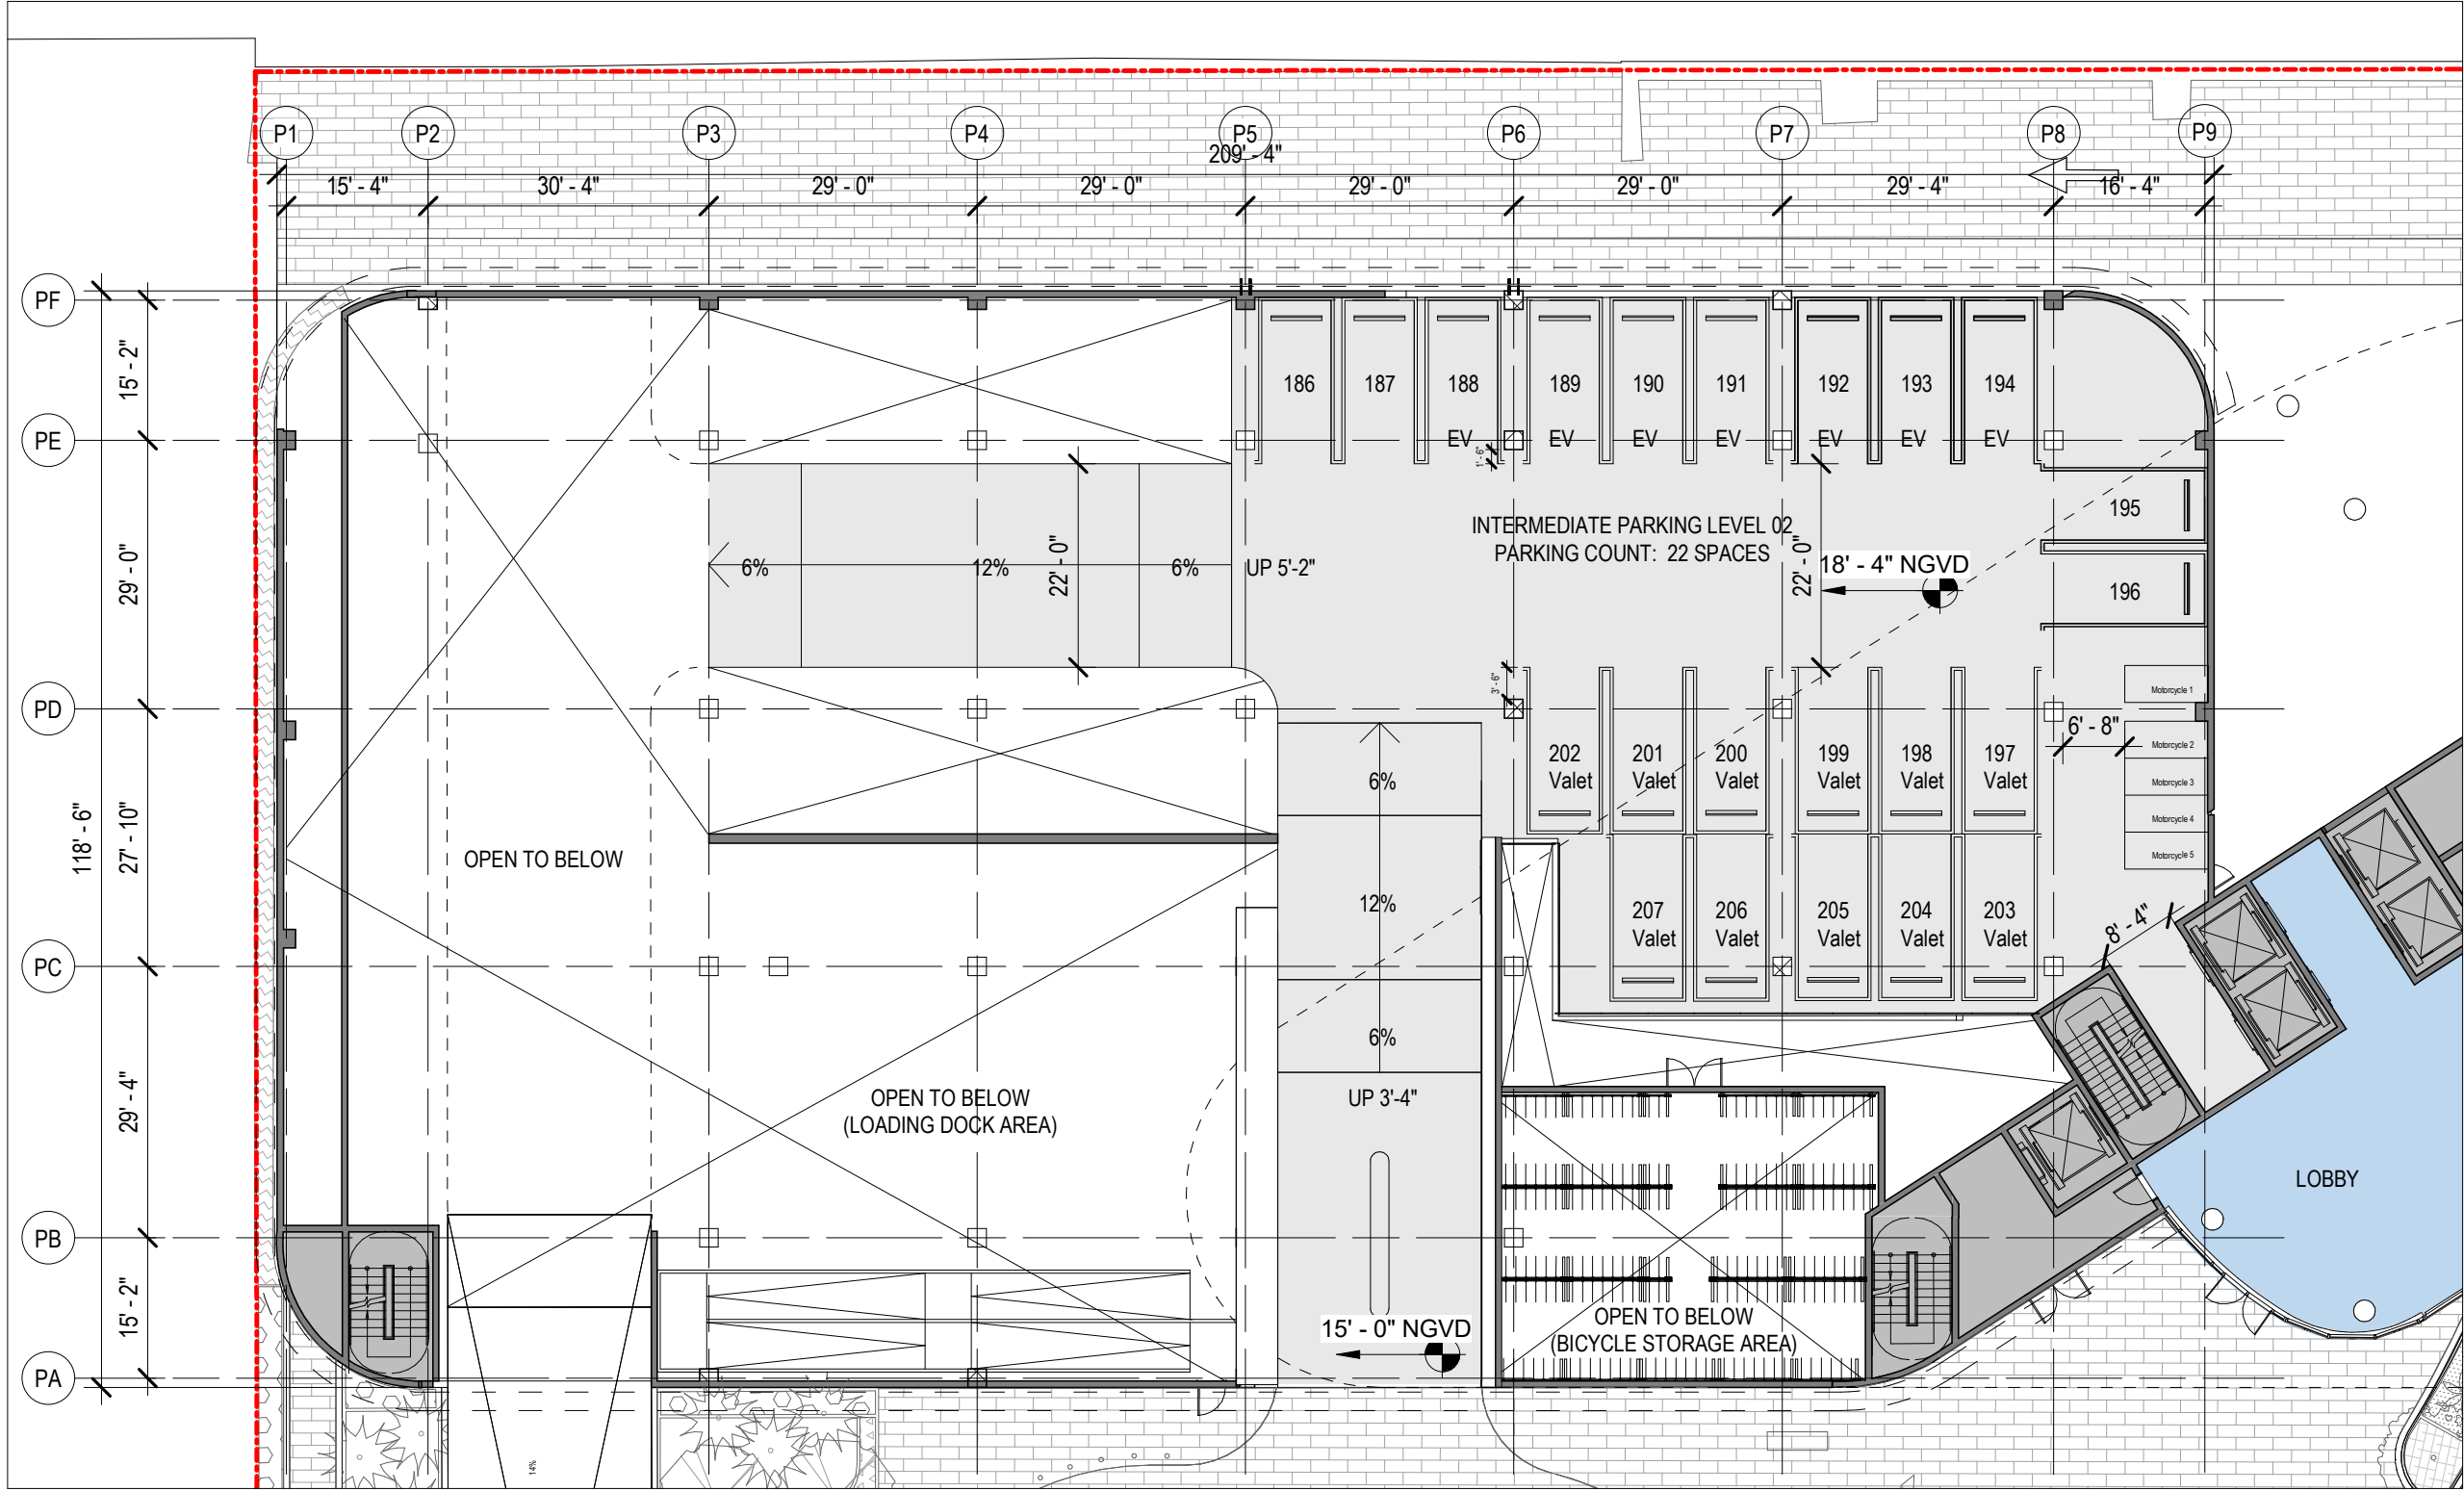 P1
P2
P3
P4
P5
P6
P7
P8
P9
209' - 4"
15' - 4"
30' - 4"
29' - 0"
29' - 0"
29' - 0"
29' - 0"
29' - 4"
16' - 4"
PF
PE
PD
PC
PB
PA
15' - 2"
29' - 0"
27' - 10"
29' - 4"
15' - 2"
118' - 6"
186
187
188
189
190
191
192
193
194
EV
EV
EV
EV
EV
EV
EV
1' - 6"
195
196
INTERMEDIATE PARKING LEVEL 02
PARKING COUNT: 22 SPACES
18' - 4" NGVD
22' - 0"
22' - 0"
6%
12%
6%
UP 5'-2"
3' - 6"
Motorcycle 1
Motorcycle 2
Motorcycle 3
Motorcycle 4
Motorcycle 5
6' - 8"
202
Valet
201
Valet
200
Valet
199
Valet
198
Valet
197
Valet
207
Valet
206
Valet
205
Valet
204
Valet
203
Valet
8' - 4"
6%
12%
6%
UP 3'-4"
OPEN TO BELOW
OPEN TO BELOW
(LOADING DOCK AREA)
LOBBY
15' - 0" NGVD
OPEN TO BELOW
(BICYCLE STORAGE AREA)
14%